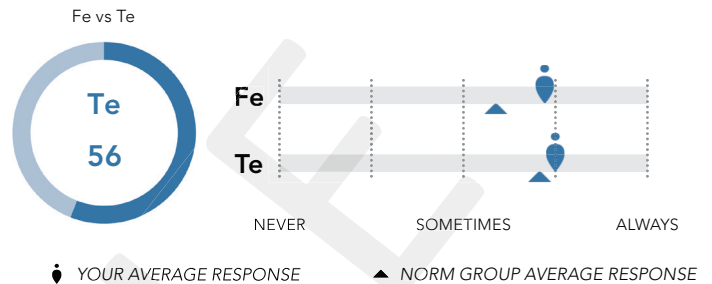 Fe vs Te
Te
56
Fe
Te
NEVER
SOMETIMES
ALWAYS
YOUR AVERAGE RESPONSE
NORM GROUP AVERAGE RESPONSE